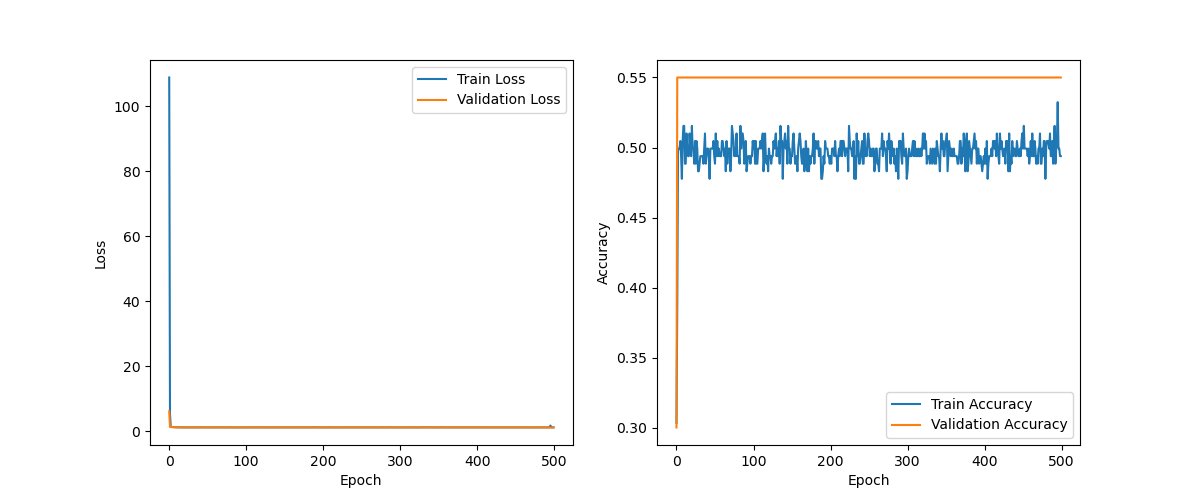 Train Loss
Validation Loss
100
80
60
40
20
0
Loss
0 100 200 300 400 500
Epoch
0.55
0.50
0.45
0.40
0.35
0.30
Accuracy
Train Accuracy
Validation Accuracy
0 100 200 300 400 500
Epoch